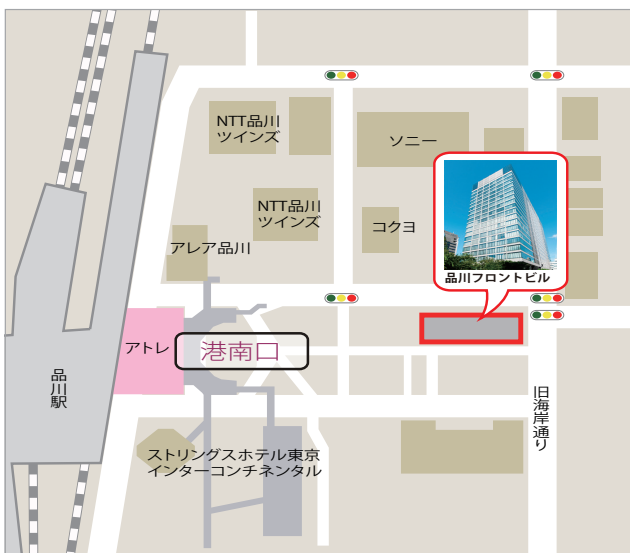 NTT品川
ツインズ
ソニー
NTT品川
ツインズ
コクヨ
アレア品川
品川フロントビル
アトレ
港南口
品川駅
旧海岸通り
ストリングスホテル東京
インターコンチネンタル